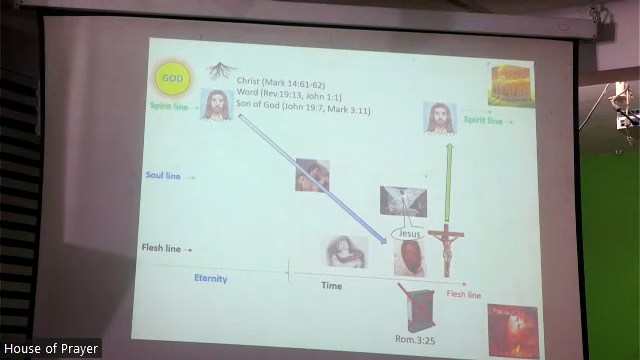 GOD
Christ (Mark 14:61-62)
Word (Rev.19:13, John 1:1)
Son of God (John 19:7, Mark 3:11)
Spirit line
Spirit line
Soul line
Jesus
Flesh line
Eternity
Time
Flesh line
Rom.3:25
House of Prayer